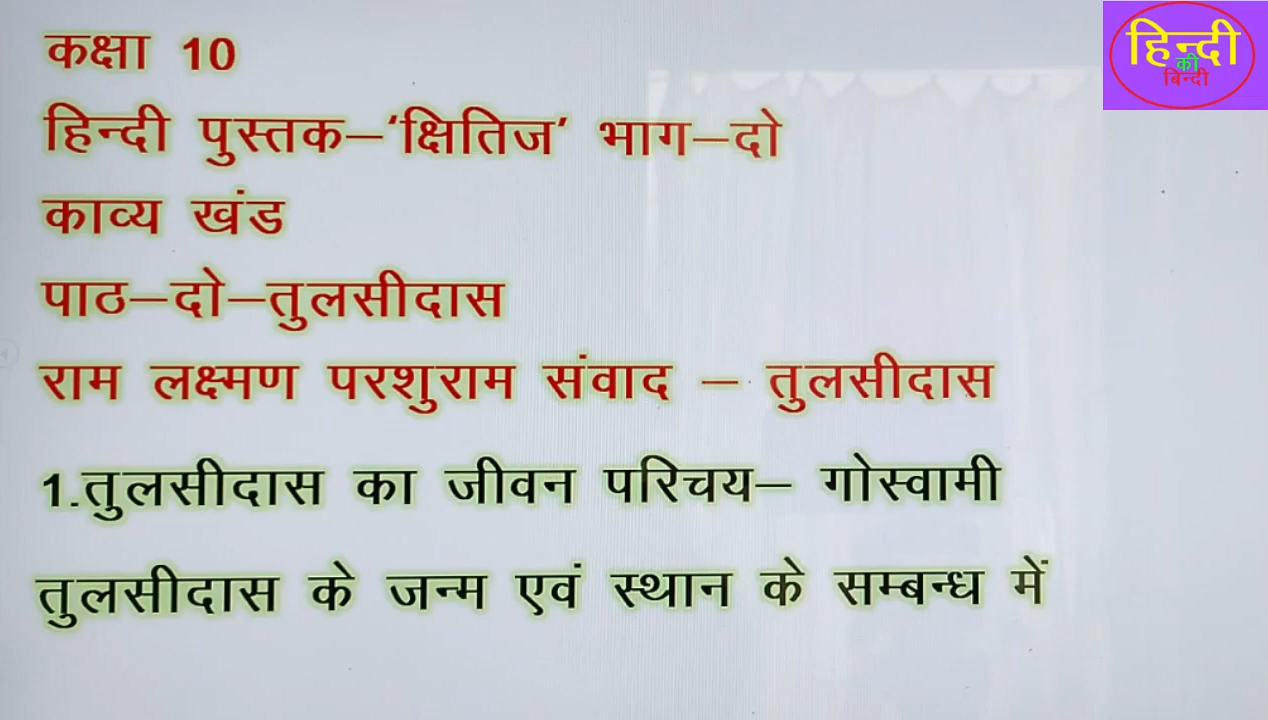 कक्षा 10
हिन्दी पुस्तक–'क्षितिज' भाग–दो
काव्य खंड
पाठ–दो–तुलसीदास
राम लक्ष्मण परशुराम संवाद – तुलसीदास
1.तुलसीदास का जीवन परिचय– गोस्वामी
तुलसीदास के जन्म एवं स्थान के सम्बन्ध में
हिन्दी
की
बिन्दी